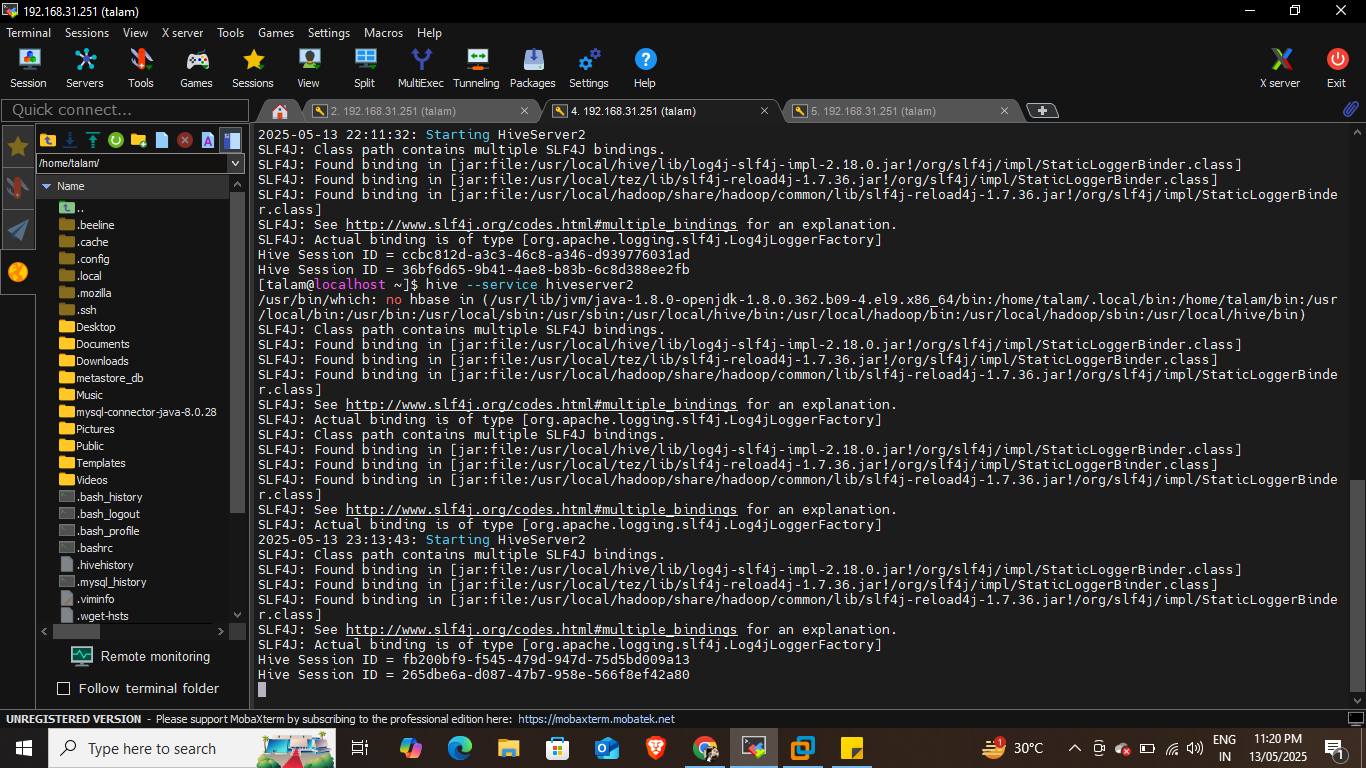 192.168.31.251 (talam)
Terminal Sessions View X server Tools Games Settings Macros Help
Session Servers Tools Games Sessions View Split MultiExec Tunneling Packages Settings Help X server Exit
Quick connect...
2. 192.168.31.251 (talam)
4. 192.168.31.251 (talam)
5. 192.168.31.251 (talam)
/home/talam/
Name
..
.beeline
.cache
.config
.local
.mozilla
.ssh
Desktop
Documents
Downloads
metastore_db
Music
mysql-connector-java-8.0.28
Pictures
Public
Templates
Videos
.bash_history
.bash_logout
.bash_profile
.bashrc
.hivehistory
.mysql_history
.viminfo
.wget-hsts
Remote monitoring
Follow terminal folder
2025-05-13 22:11:32: Starting HiveServer2
SLF4J: Class path contains multiple SLF4J bindings.
SLF4J: Found binding in [jar:file:/usr/local/hive/lib/log4j-slf4j-impl-2.18.0.jar!/org/slf4j/impl/StaticLoggerBinder.class]
SLF4J: Found binding in [jar:file:/usr/local/tez/lib/slf4j-reload4j-1.7.36.jar!/org/slf4j/impl/StaticLoggerBinder.class]
SLF4J: Found binding in [jar:file:/usr/local/hadoop/share/hadoop/common/lib/slf4j-reload4j-1.7.36.jar!/org/slf4j/impl/StaticLoggerBinde
r.class]
SLF4J: See http://www.slf4j.org/codes.html#multiple_bindings for an explanation.
SLF4J: Actual binding is of type [org.apache.logging.slf4j.Log4jLoggerFactory]
Hive Session ID = ccbc812d-a3c3-46c8-a346-d939776031ad
Hive Session ID = 36bf6d65-9b41-4ae8-b83b-6c8d388ee2fb
[talam@localhost ~]$ hive --service hiveserver2
/usr/bin/which: no hbase in (/usr/lib/jvm/java-1.8.0-openjdk-1.8.0.362.b09-4.el9.x86_64/bin:/home/talam/.local/bin:/home/talam/bin:/usr
/local/bin:/usr/bin:/usr/local/sbin:/usr/sbin:/usr/local/hive/bin:/usr/local/hadoop/bin:/usr/local/hadoop/sbin:/usr/local/hive/bin)
SLF4J: Class path contains multiple SLF4J bindings.
SLF4J: Found binding in [jar:file:/usr/local/hive/lib/log4j-slf4j-impl-2.18.0.jar!/org/slf4j/impl/StaticLoggerBinder.class]
SLF4J: Found binding in [jar:file:/usr/local/tez/lib/slf4j-reload4j-1.7.36.jar!/org/slf4j/impl/StaticLoggerBinder.class]
SLF4J: Found binding in [jar:file:/usr/local/hadoop/share/hadoop/common/lib/slf4j-reload4j-1.7.36.jar!/org/slf4j/impl/StaticLoggerBinde
r.class]
SLF4J: See http://www.slf4j.org/codes.html#multiple_bindings for an explanation.
SLF4J: Actual binding is of type [org.apache.logging.slf4j.Log4jLoggerFactory]
SLF4J: Class path contains multiple SLF4J bindings.
SLF4J: Found binding in [jar:file:/usr/local/hive/lib/log4j-slf4j-impl-2.18.0.jar!/org/slf4j/impl/StaticLoggerBinder.class]
SLF4J: Found binding in [jar:file:/usr/local/tez/lib/slf4j-reload4j-1.7.36.jar!/org/slf4j/impl/StaticLoggerBinder.class]
SLF4J: Found binding in [jar:file:/usr/local/hadoop/share/hadoop/common/lib/slf4j-reload4j-1.7.36.jar!/org/slf4j/impl/StaticLoggerBinde
r.class]
SLF4J: See http://www.slf4j.org/codes.html#multiple_bindings for an explanation.
SLF4J: Actual binding is of type [org.apache.logging.slf4j.Log4jLoggerFactory]
2025-05-13 23:13:43: Starting HiveServer2
SLF4J: Class path contains multiple SLF4J bindings.
SLF4J: Found binding in [jar:file:/usr/local/hive/lib/log4j-slf4j-impl-2.18.0.jar!/org/slf4j/impl/StaticLoggerBinder.class]
SLF4J: Found binding in [jar:file:/usr/local/tez/lib/slf4j-reload4j-1.7.36.jar!/org/slf4j/impl/StaticLoggerBinder.class]
SLF4J: Found binding in [jar:file:/usr/local/hadoop/share/hadoop/common/lib/slf4j-reload4j-1.7.36.jar!/org/slf4j/impl/StaticLoggerBinde
r.class]
SLF4J: See http://www.slf4j.org/codes.html#multiple_bindings for an explanation.
SLF4J: Actual binding is of type [org.apache.logging.slf4j.Log4jLoggerFactory]
Hive Session ID = fb200bf9-f545-479d-947d-75d5bd009a13
Hive Session ID = 265dbe6a-d087-47b7-958e-566f8ef42a80
UNREGISTERED VERSION - Please support MobaXterm by subscribing to the professional edition here: https://mobaxterm.mobatek.net
Type here to search
1
30°C
ENG
IN
11:20 PM
13/05/2025
1